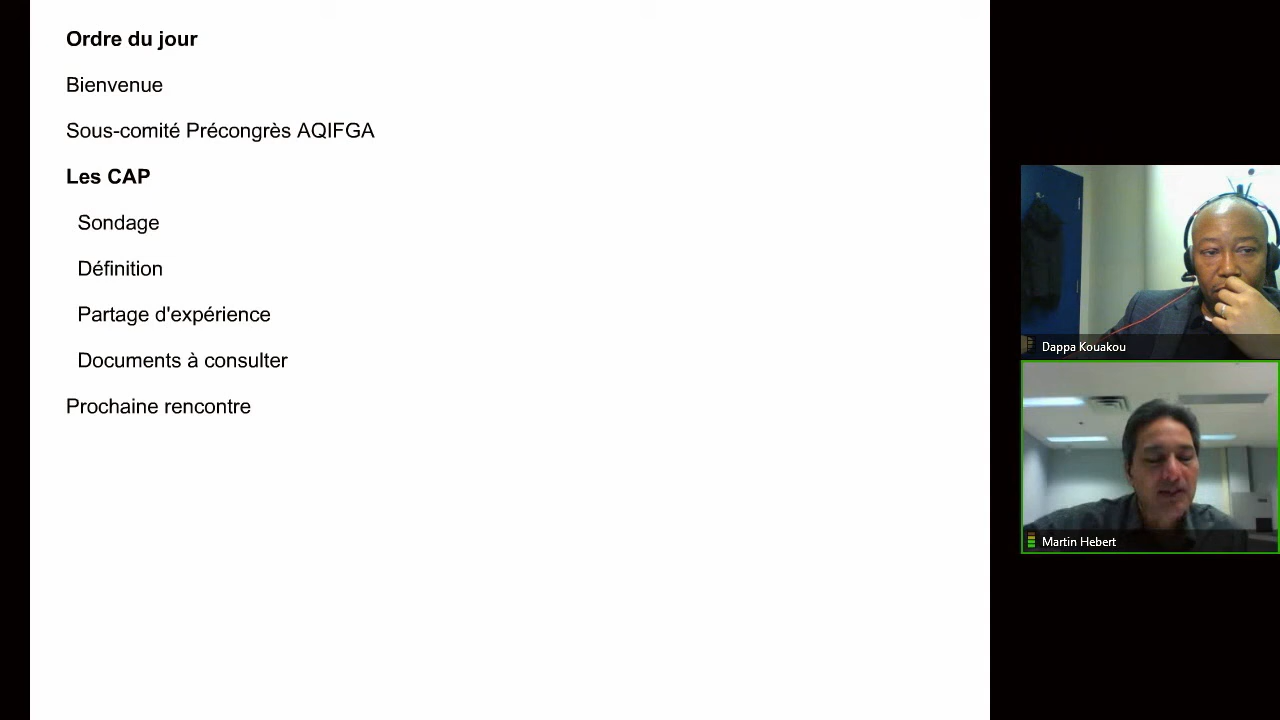 Ordre du jour
Bienvenue
Sous-comité Précongrès AQIFGA
Les CAP
Sondage
Définition
Partage d'expérience
Documents à consulter
Prochaine rencontre
Dappa Kouakou
Martin Hebert